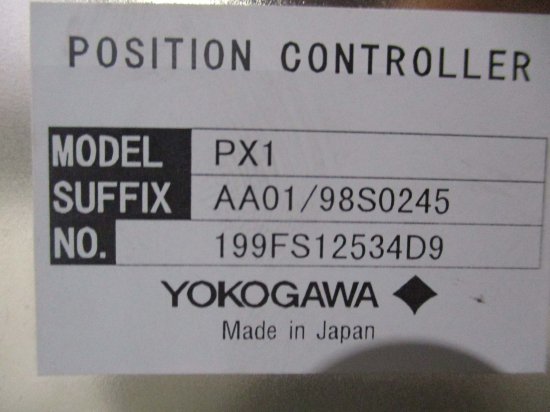 POSITION CONTROLLER
MODEL PX1
SUFFIX AA01/98S0245
NO. 199FS12534D9
YOKOGAWA
Made in Japan